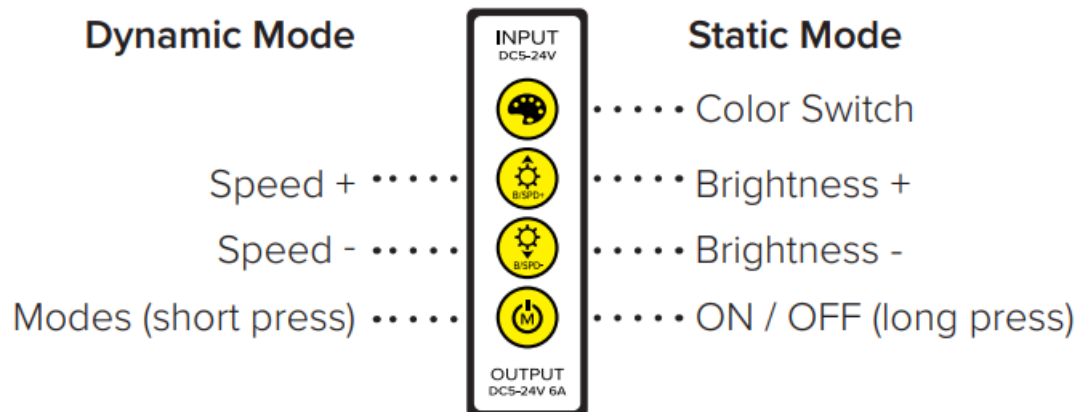 Dynamic Mode
INPUT
DC5-24V
Static Mode
Color Switch
Speed +
B/SPD+
Brightness +
Speed -
B/SPD-
Brightness -
Modes (short press)
M
ON / OFF (long press)
OUTPUT
DC5-24V 6A